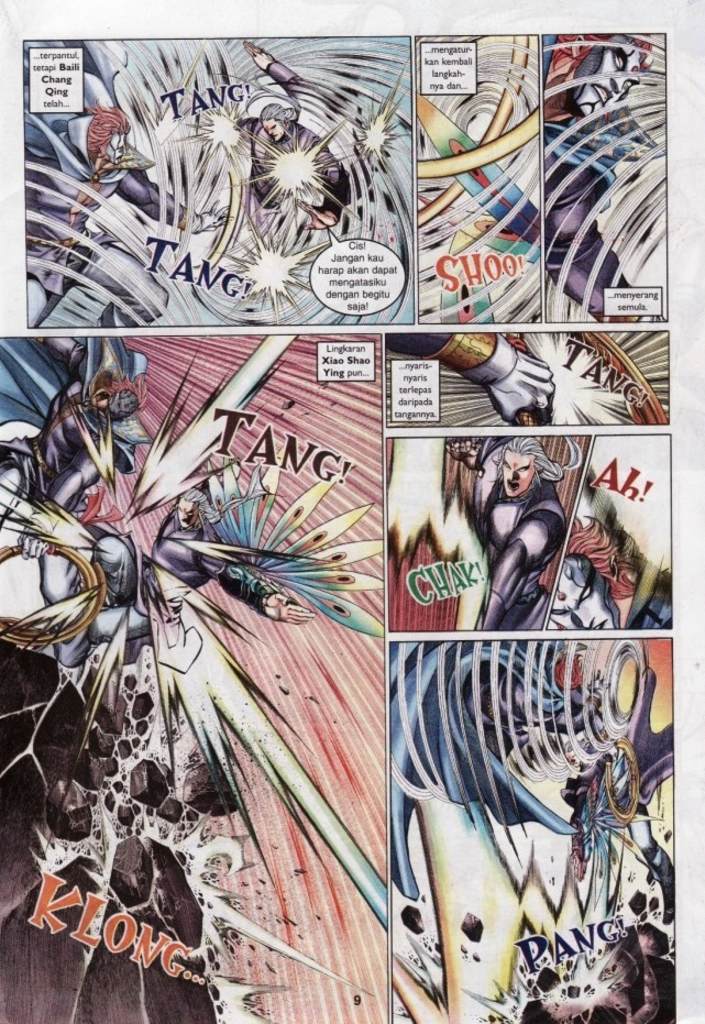 ...terpantul,
tetapi Baili
Chang
Qing
telah...
TANG!
TANG!
Cis!
Jangan kau
harap akan dapat
mengatasiku
dengan begitu
saja!
...mengatur-
kan kembali
langkah-
nya dan...
SHOO!
...menyerang
semula.
Lingkaran
Xiao Shao
Ying pun...
TANG!
KLONG...
...nyaris-
nyaris
terlepas
daripada
tangannya.
TANG!
CHAK!
Ah!
PANG!
9